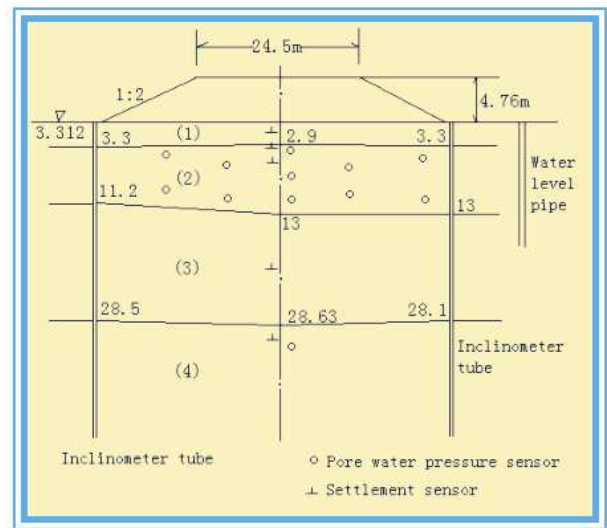 24.5m
1:2
4.76m
3.312
3.3
(1)
2.9
3.3
(2)
Water
level
pipe
11.2
13
13
(3)
28.5
28.63
28.1
Inclinometer
tube
(4)
Inclinometer tube
Pore water pressure sensor
Settlement sensor